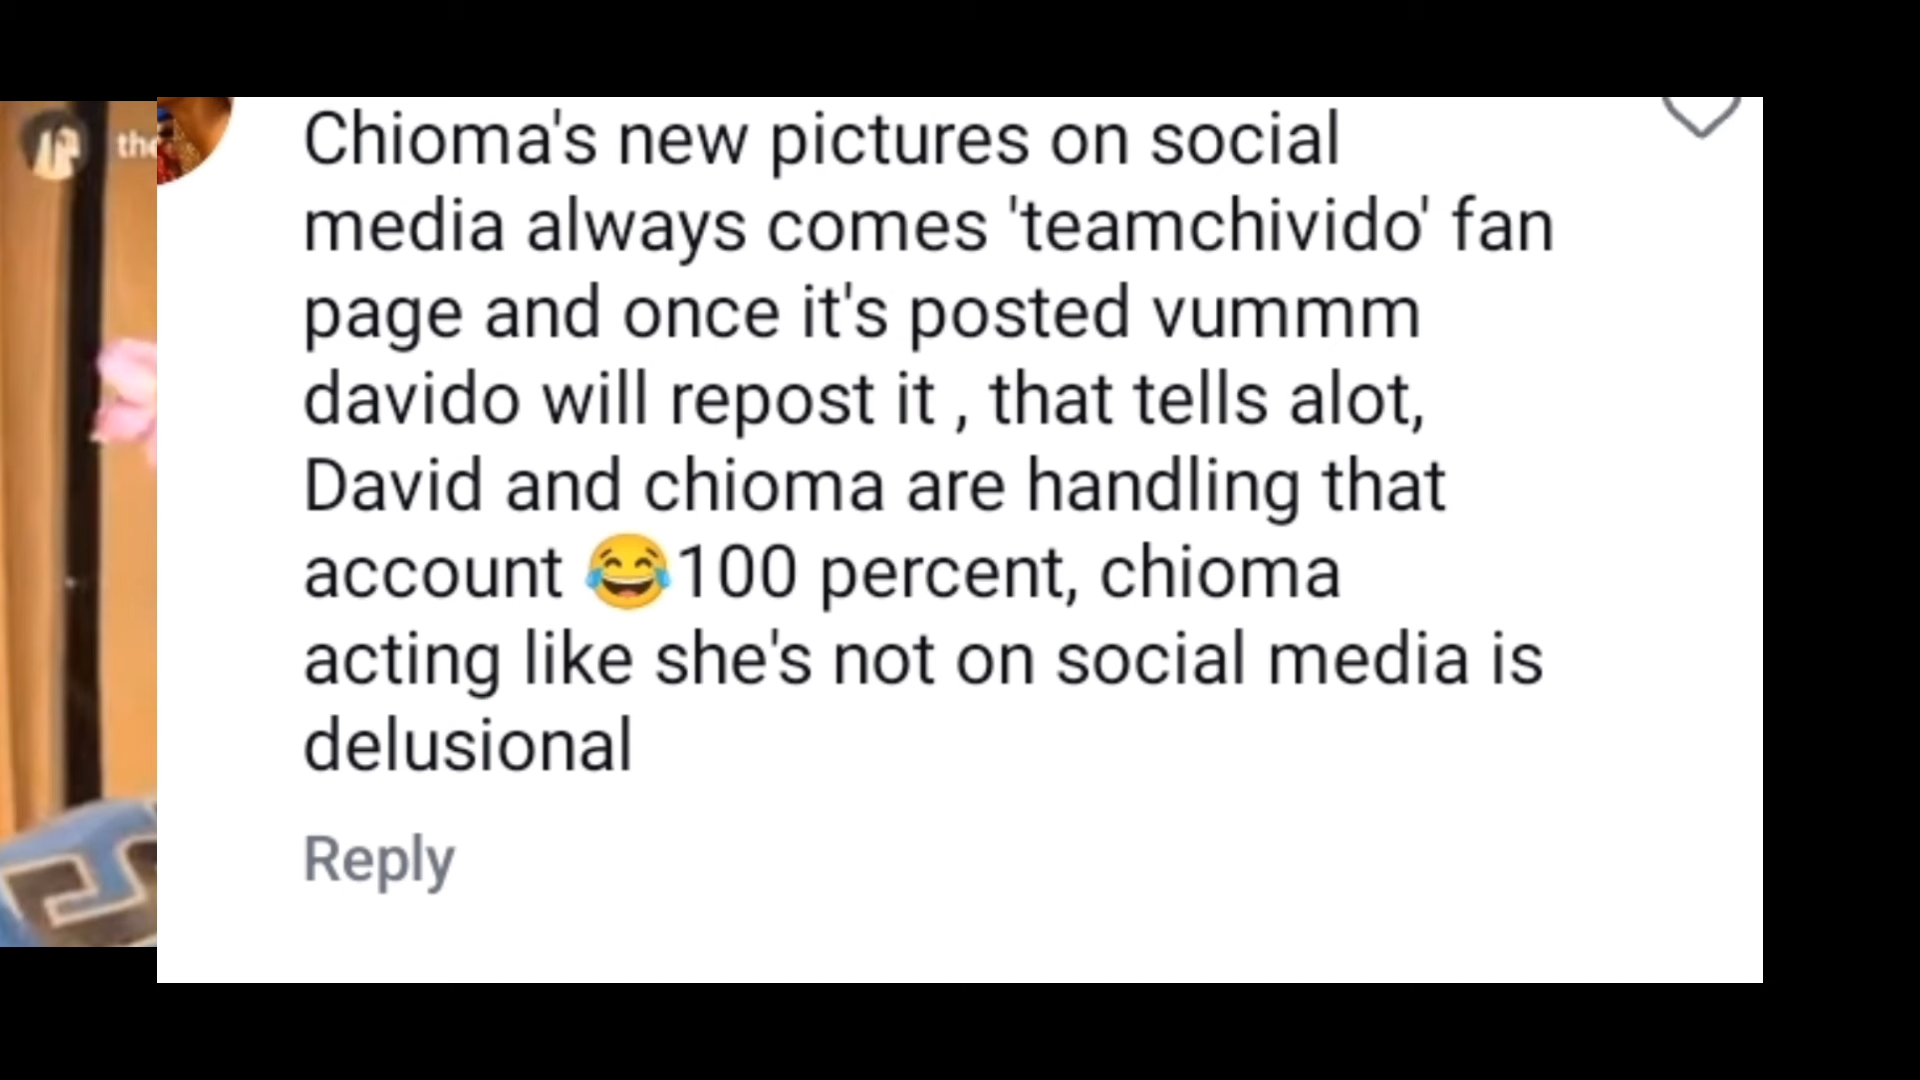 the
Chioma's new pictures on social
media always comes 'teamchivido' fan
page and once it's posted vummm
davido will repost it , that tells alot,
David and chioma are handling that
account 😂100 percent, chioma
acting like she's not on social media is
delusional
Reply